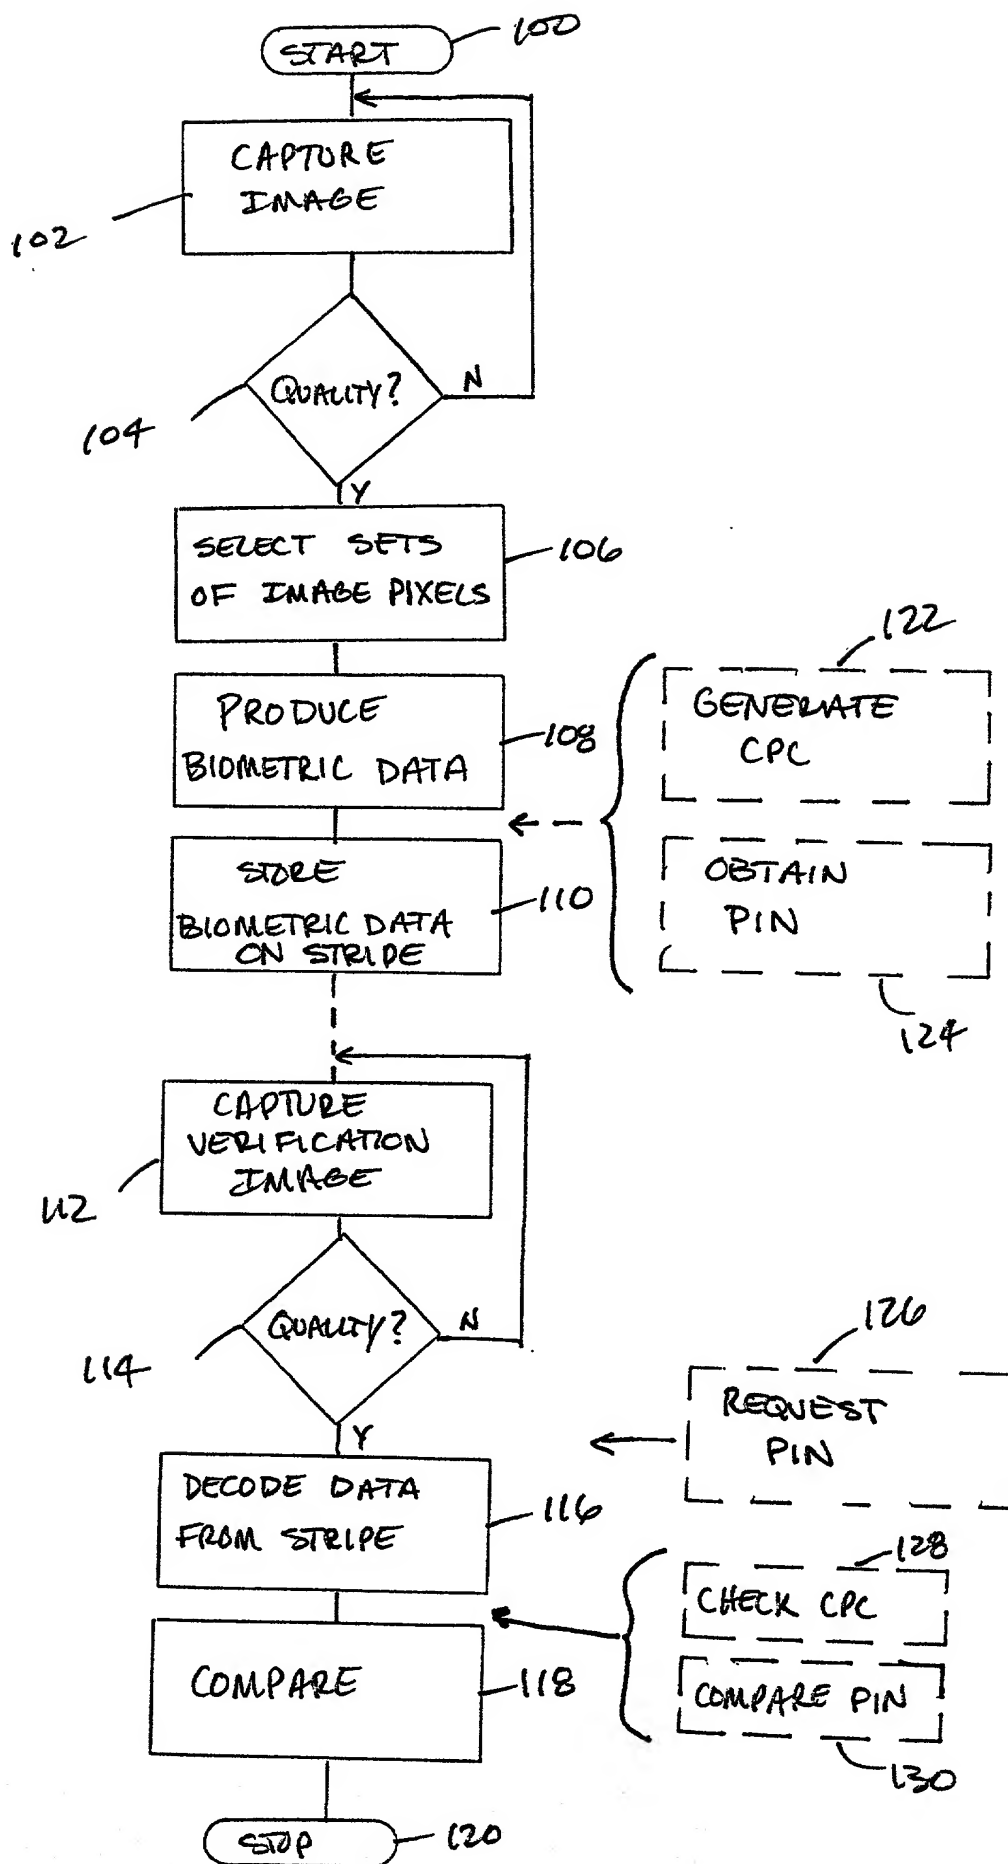 START
100
CAPTURE
IMAGE
102
QUALITY?
N
104
Y
SELECT SETS
OF IMAGE PIXELS
106
PRODUCE
BIOMETRIC DATA
108
122
GENERATE
CPC
STORE
BIOMETRIC DATA
ON STRIPE
110
OBTAIN
PIN
124
CAPTURE
VERIFICATION
IMAGE
112
QUALITY?
N
114
Y
126
REQUEST
PIN
DECODE DATA
FROM STRIPE
116
128
CHECK CPC
COMPARE
118
COMPARE PIN
130
STOP
120